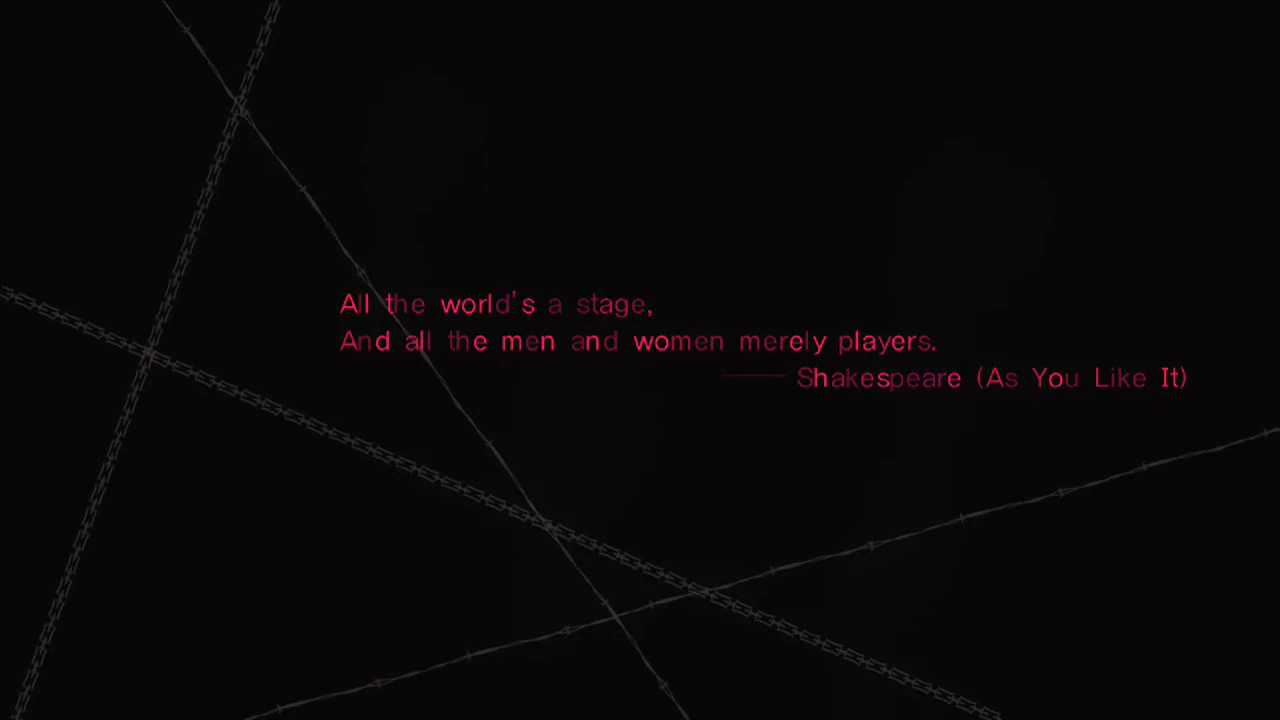 All the world's a stage,
And all the men and women merely players.
—— Shakespeare (As You Like It)